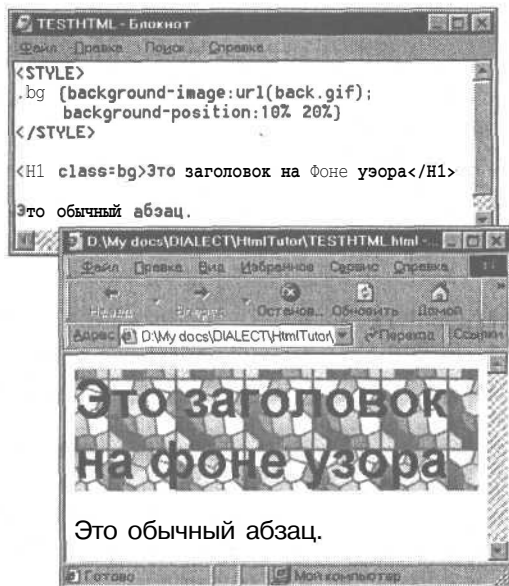 TESTHTML - Блокнот
Файл Правка Поиск Справка
<STYLE>
.bg {background-image:url(back.gif);
background-position:10% 20%}
</STYLE>
<H1 class=bg>Это заголовок на Фоне узора</H1>
Это обычный абзац.
D:\My docs\DIALECT\HtmlTutor\TESTHTML.html - ...
Файл Правка Вид Избранное Сервис Справка
Назад Вперед Останов... Обновить Домой
Адрес D:\My docs\DIALECT\HtmlTutor\ Переход Ссылки
Это заголовок
на фоне узора
Это обычный абзац.
Готово Мой компьютер